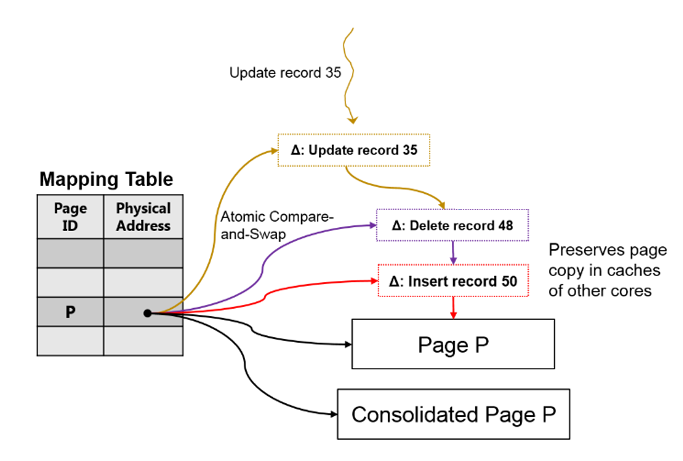 Update record 35
Δ: Update record 35
Mapping Table
Page
ID
Physical
Address
Atomic Compare-
and-Swap
Δ: Delete record 48
Preserves page
copy in caches
of other cores
Δ: Insert record 50
P
Page P
Consolidated Page P